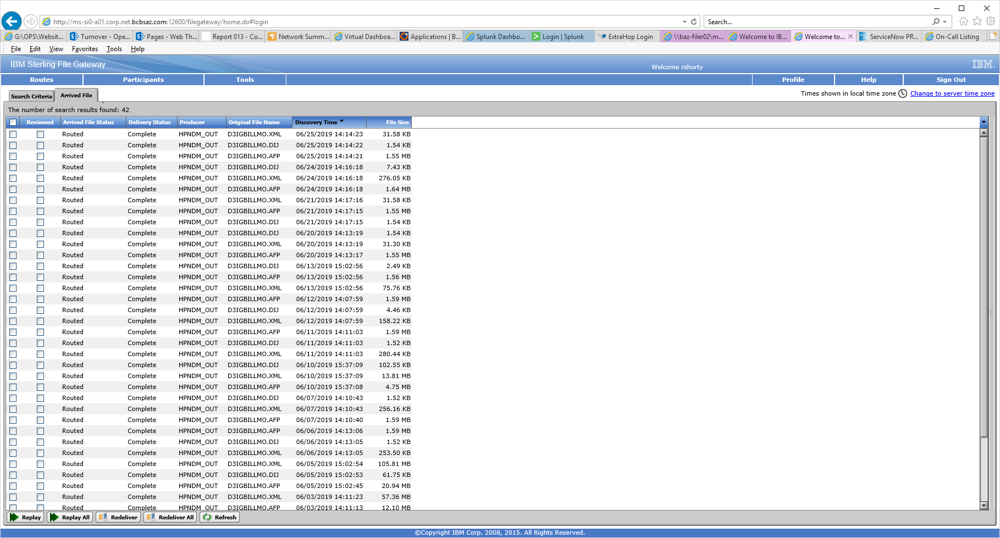 http://ms-si0-a01.corp.net.bcbsaz.com:12600/filegateway/home.do#login
Search...
G:\OPS\Websit...
Turnover - Ope...
Pages - Web Th...
Report 013 - Co...
Network Summ...
Virtual Dashboa...
Applications | B...
Splunk Dashbo...
Login | Splunk
ExtraHop Login
\\baz-filer02\m...
Welcome to IB...
Welcome to...
ServiceNow PR...
On-Call Listing
File Edit View Favorites Tools Help
IBM Sterling File Gateway
Welcome rshorty
IBM.
Routes Participants Tools Profile Help Sign Out
Search Criteria Arrived File
Times shown in local time zone Change to server time zone
The number of search results found: 42
Reviewed Arrived File Status Delivery Status Producer Original File Name Discovery Time File Size
Routed Complete HPNDM_OUT D3IGBILLMO.XML 06/25/2019 14:14:23 31.58 KB
Routed Complete HPNDM_OUT D3IGBILLMO.DIJ 06/25/2019 14:14:22 1.54 KB
Routed Complete HPNDM_OUT D3IGBILLMO.AFP 06/25/2019 14:14:21 1.55 MB
Routed Complete HPNDM_OUT D3IGBILLMO.DIJ 06/24/2019 14:16:18 7.43 KB
Routed Complete HPNDM_OUT D3IGBILLMO.XML 06/24/2019 14:16:18 276.05 KB
Routed Complete HPNDM_OUT D3IGBILLMO.AFP 06/24/2019 14:16:18 1.64 MB
Routed Complete HPNDM_OUT D3IGBILLMO.XML 06/21/2019 14:17:16 31.58 KB
Routed Complete HPNDM_OUT D3IGBILLMO.AFP 06/21/2019 14:17:15 1.55 MB
Routed Complete HPNDM_OUT D3IGBILLMO.DIJ 06/21/2019 14:17:15 1.54 KB
Routed Complete HPNDM_OUT D3IGBILLMO.DIJ 06/20/2019 14:13:19 1.54 KB
Routed Complete HPNDM_OUT D3IGBILLMO.XML 06/20/2019 14:13:19 31.30 KB
Routed Complete HPNDM_OUT D3IGBILLMO.AFP 06/20/2019 14:13:17 1.55 MB
Routed Complete HPNDM_OUT D3IGBILLMO.DIJ 06/13/2019 15:02:56 2.49 KB
Routed Complete HPNDM_OUT D3IGBILLMO.AFP 06/13/2019 15:02:56 1.56 MB
Routed Complete HPNDM_OUT D3IGBILLMO.XML 06/13/2019 15:02:56 75.76 KB
Routed Complete HPNDM_OUT D3IGBILLMO.AFP 06/12/2019 14:07:59 1.59 MB
Routed Complete HPNDM_OUT D3IGBILLMO.DIJ 06/12/2019 14:07:59 4.46 KB
Routed Complete HPNDM_OUT D3IGBILLMO.XML 06/12/2019 14:07:59 158.22 KB
Routed Complete HPNDM_OUT D3IGBILLMO.AFP 06/11/2019 14:11:03 1.59 MB
Routed Complete HPNDM_OUT D3IGBILLMO.DIJ 06/11/2019 14:11:03 1.52 KB
Routed Complete HPNDM_OUT D3IGBILLMO.XML 06/11/2019 14:11:03 280.44 KB
Routed Complete HPNDM_OUT D3IGBILLMO.DIJ 06/10/2019 15:37:09 102.55 KB
Routed Complete HPNDM_OUT D3IGBILLMO.XML 06/10/2019 15:37:09 13.81 MB
Routed Complete HPNDM_OUT D3IGBILLMO.AFP 06/10/2019 15:37:08 4.75 MB
Routed Complete HPNDM_OUT D3IGBILLMO.DIJ 06/07/2019 14:10:43 1.52 KB
Routed Complete HPNDM_OUT D3IGBILLMO.XML 06/07/2019 14:10:43 256.16 KB
Routed Complete HPNDM_OUT D3IGBILLMO.AFP 06/07/2019 14:10:40 1.59 MB
Routed Complete HPNDM_OUT D3IGBILLMO.AFP 06/06/2019 14:13:06 1.59 MB
Routed Complete HPNDM_OUT D3IGBILLMO.DIJ 06/06/2019 14:13:05 1.52 KB
Routed Complete HPNDM_OUT D3IGBILLMO.XML 06/06/2019 14:13:05 253.50 KB
Routed Complete HPNDM_OUT D3IGBILLMO.XML 06/05/2019 15:02:54 105.81 MB
Routed Complete HPNDM_OUT D3IGBILLMO.DIJ 06/05/2019 15:02:53 61.75 KB
Routed Complete HPNDM_OUT D3IGBILLMO.AFP 06/05/2019 15:02:45 20.94 MB
Routed Complete HPNDM_OUT D3IGBILLMO.XML 06/03/2019 14:11:23 57.36 MB
Routed Complete HPNDM_OUT D3IGBILLMO.AFP 06/03/2019 14:11:13 12.10 MB
Replay Replay All Redeliver Redeliver All Refresh
©Copyright IBM Corp. 2008, 2015. All Rights Reserved.